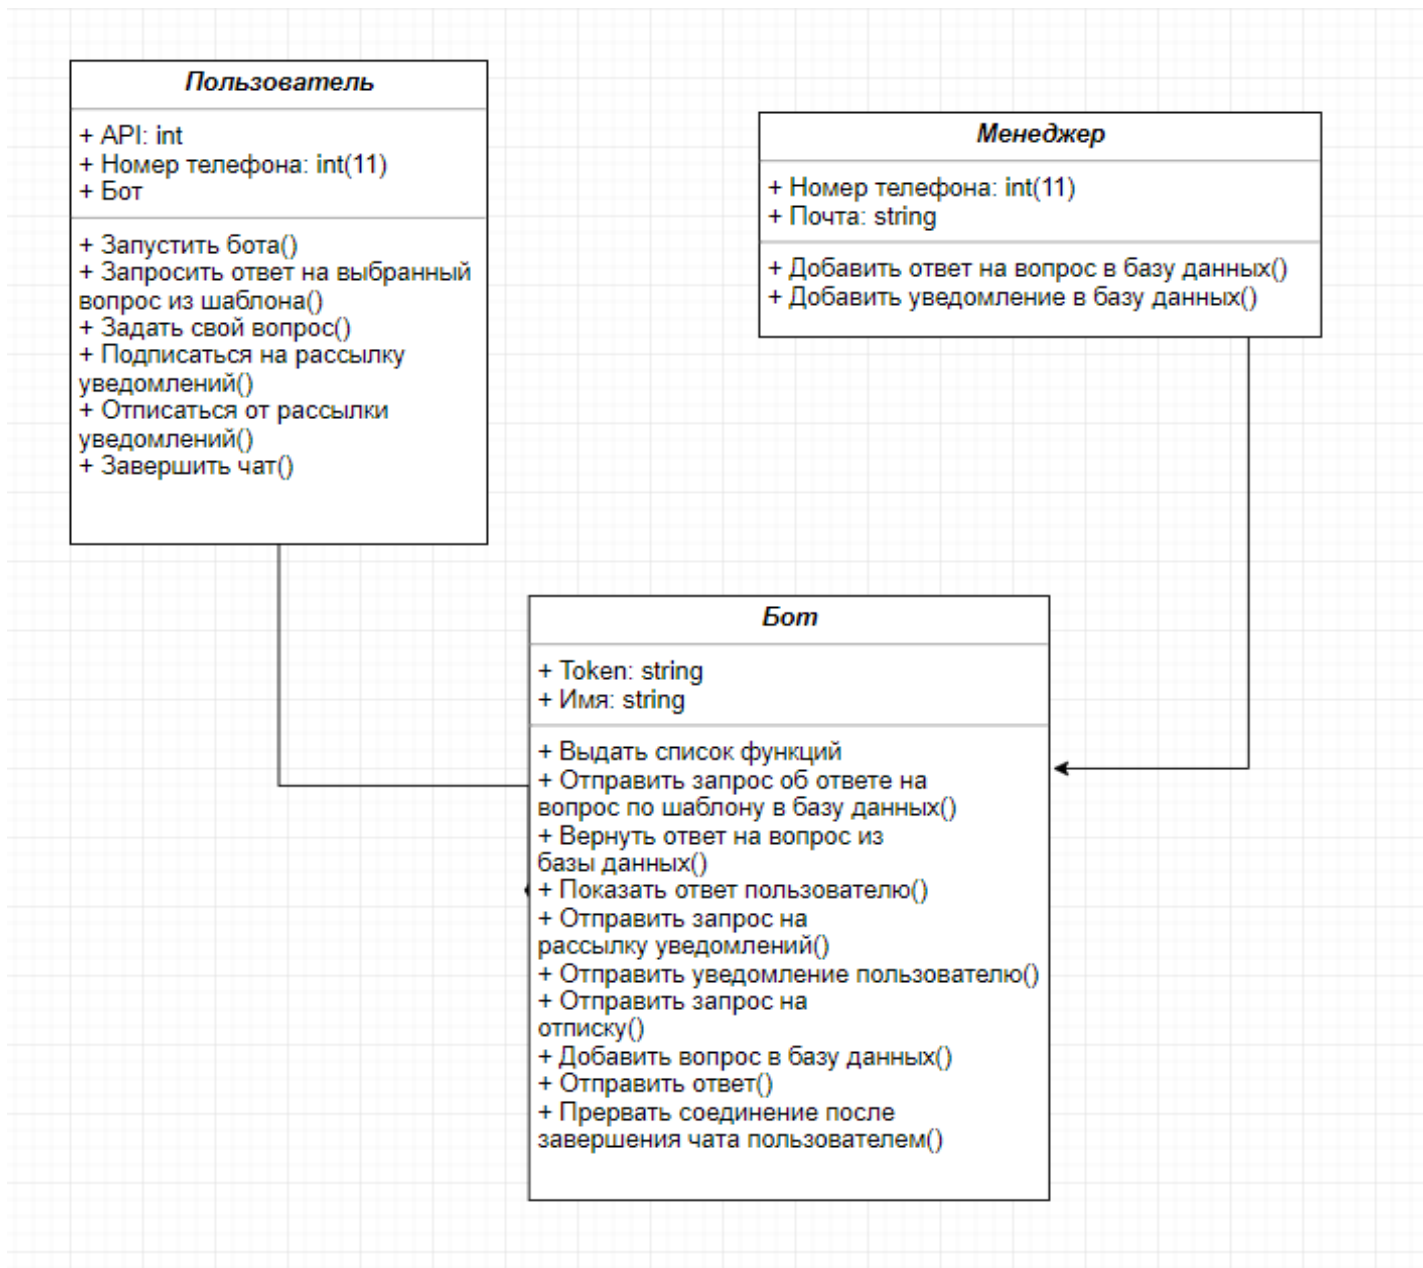 Пользователь
+ API: int
+ Номер телефона: int(11)
+ Бот
+ Запустить бота()
+ Запросить ответ на выбранный
вопрос из шаблона()
+ Задать свой вопрос()
+ Подписаться на рассылку
уведомлений()
+ Отписаться от рассылки
уведомлений()
+ Завершить чат()
Менеджер
+ Номер телефона: int(11)
+ Почта: string
+ Добавить ответ на вопрос в базу данных()
+ Добавить уведомление в базу данных()
Бот
+ Token: string
+ Имя: string
+ Выдать список функций
+ Отправить запрос об ответе на
вопрос по шаблону в базу данных()
+ Вернуть ответ на вопрос из
базы данных()
+ Показать ответ пользователю()
+ Отправить запрос на
рассылку уведомлений()
+ Отправить уведомление пользователю()
+ Отправить запрос на
отписку()
+ Добавить вопрос в базу данных()
+ Отправить ответ()
+ Прервать соединение после
завершения чата пользователем()